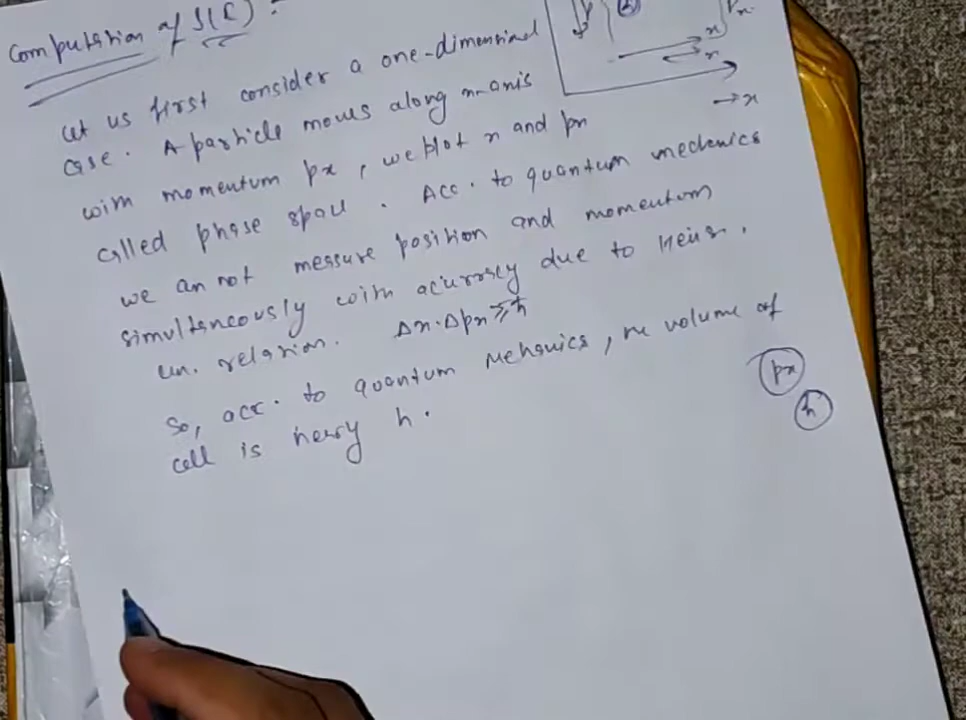 Computation of S(E) :-
let us first consider a one-dimensional
case. A particle moves along x-axis
with momentum px, we plot x and px
called phase space. Acc. to quantum mechanics
we can not measure position and momentum
simultaneously with accuracy due to Heis.
un. relation. Δx.Δpx ≥ ħ
So, acc. to quantum Mehanics, the volume of
cell is nearly h.
px
h
x
x
→x
px